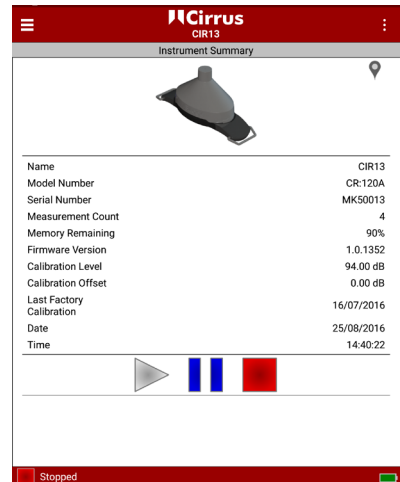 Cirrus
CIR13
Instrument Summary
Name CIR13
Model Number CR:120A
Serial Number MK50013
Measurement Count 4
Memory Remaining 90%
Firmware Version 1.0.1352
Calibration Level 94.00 dB
Calibration Offset 0.00 dB
Last Factory
Calibration 16/07/2016
Date 25/08/2016
Time 14:40:22
Stopped